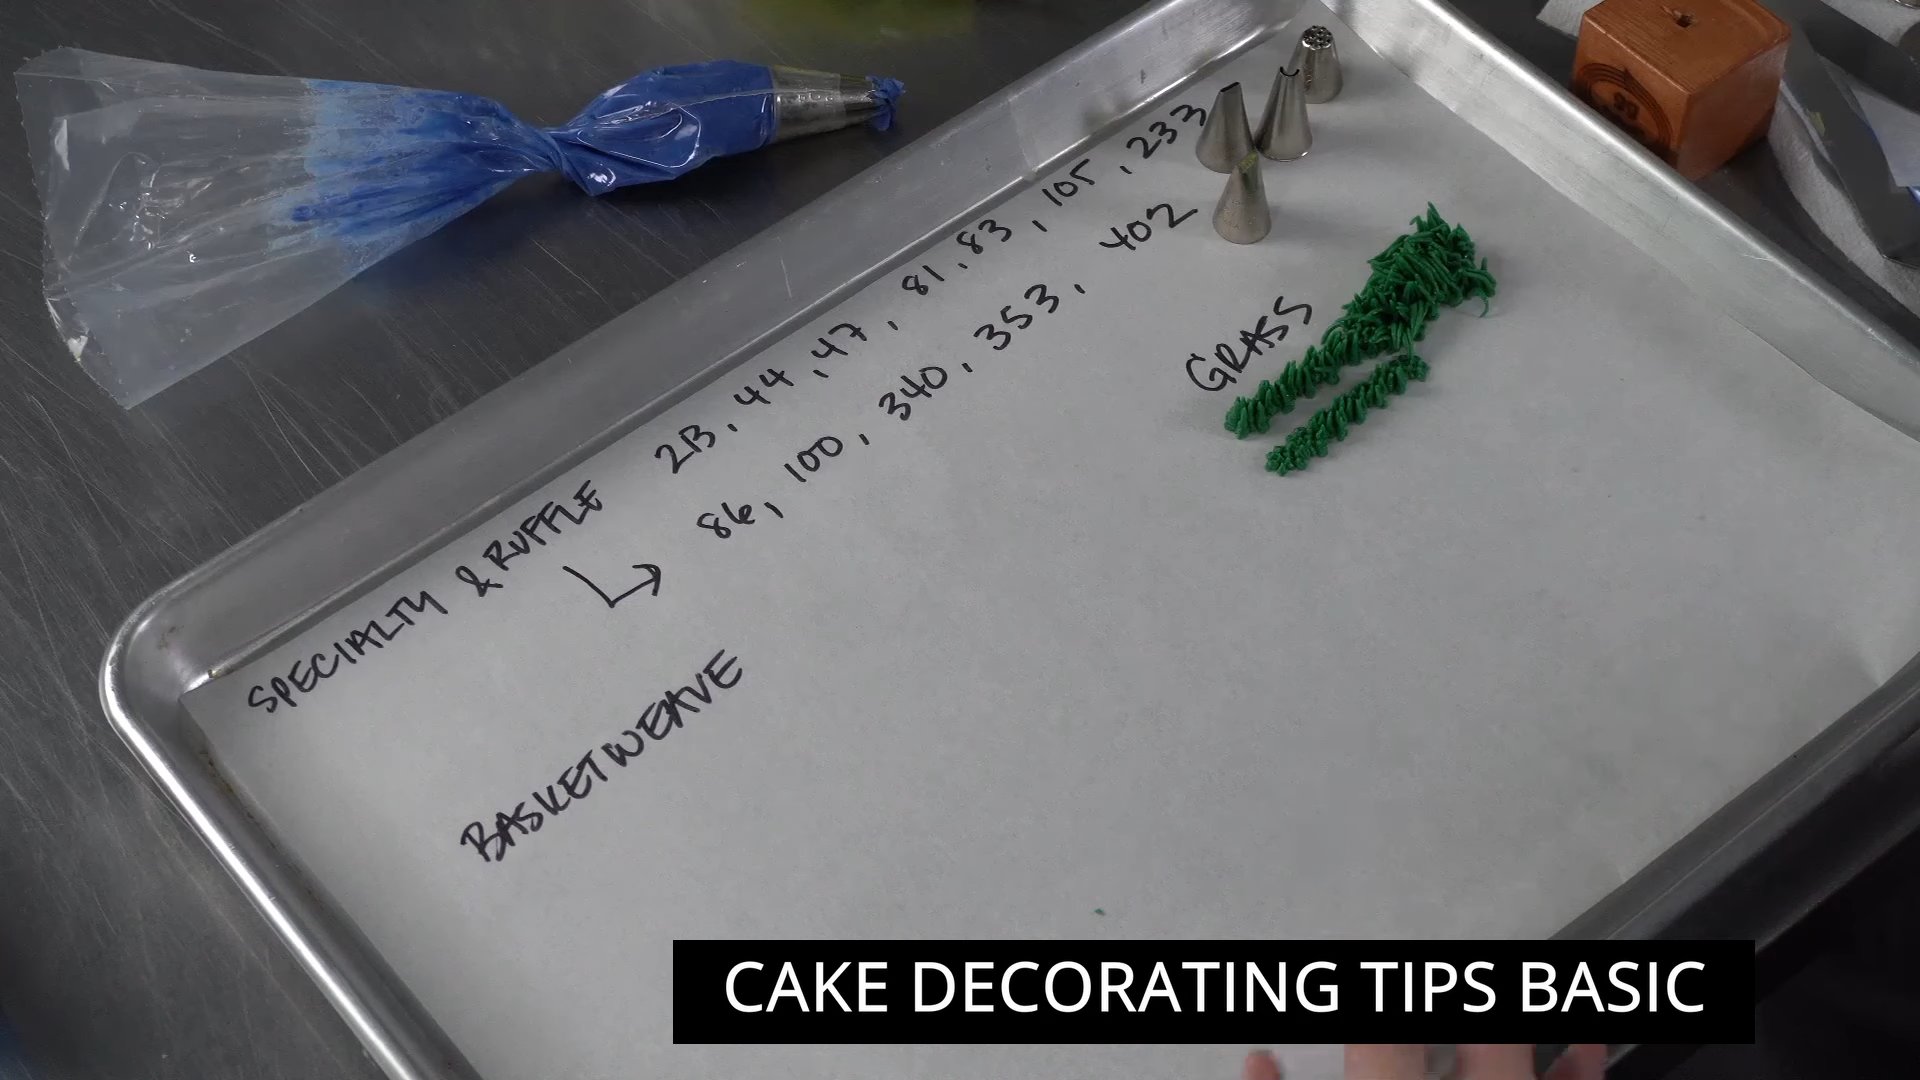 SPECIALTY & RUFFLE 2B, 44, 47, 81, 83, 105, 233
86, 100, 340, 353, 402
GRASS
BASKETWEAVE
CAKE DECORATING TIPS BASIC